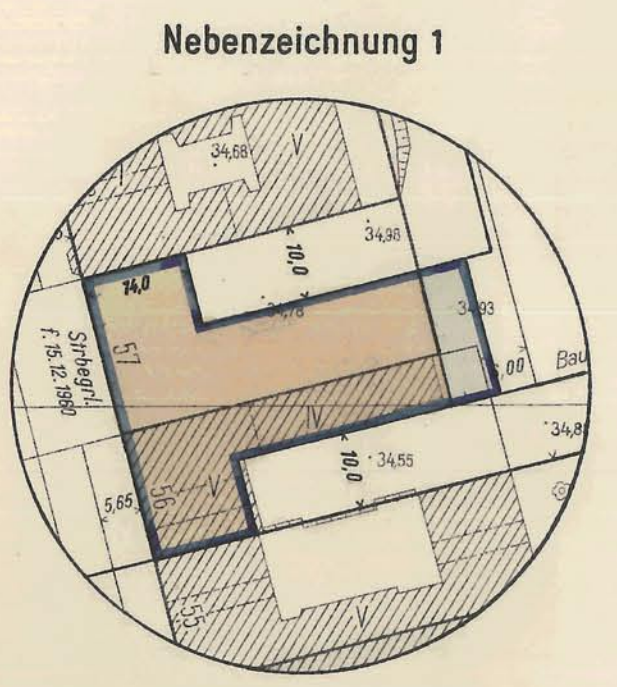 Nebenzeichnung 1
34,68
V
34,98
10,0
14,0
34,78
34,93
57
Strbegrl.
f. 15.12.1960
6,00
Bau
IV
34,8
34,55
10,0
5,65
56
V
55
V